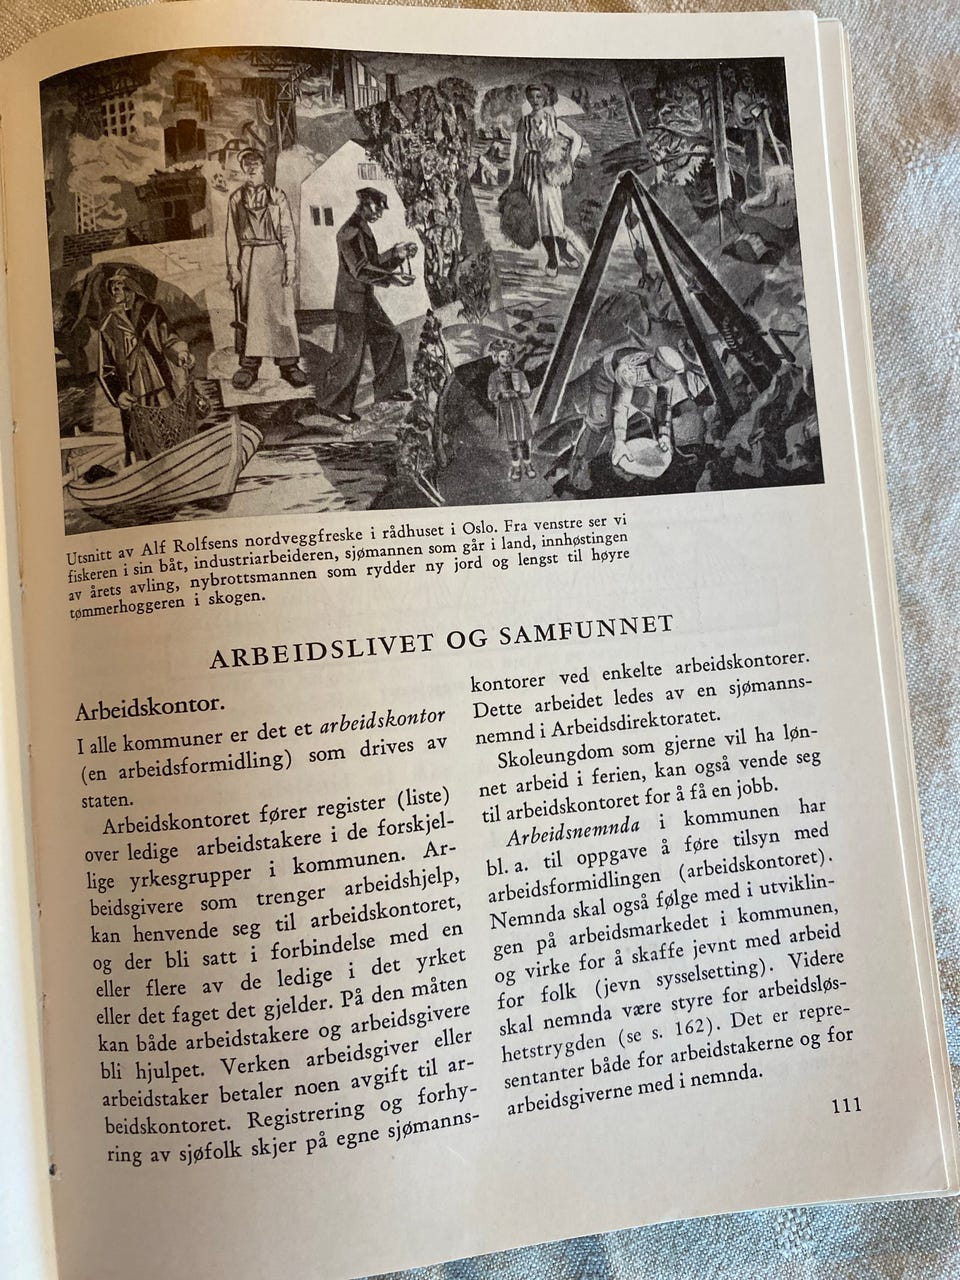 Utsnitt av Alf Rolfsens nordveggfreske i rådhuset i Oslo. Fra venstre ser vi
fiskeren i sin båt, industriarbeideren, sjømannen som går i land, innhøstingen
av årets avling, nybrottsmannen som rydder ny jord og lengst til høyre
tømmerhoggeren i skogen.
ARBEIDSLIVET OG SAMFUNNET
Arbeidskontor.
I alle kommuner er det et arbeidskontor
(en arbeidsformidling) som drives av
staten.
Arbeidskontoret fører register (liste)
over ledige arbeidstakere i de forskjel-
lige yrkesgrupper i kommunen. Ar-
beidsgivere som trenger arbeidshjelp,
kan henvende seg til arbeidskontoret,
og der bli satt i forbindelse med en
eller flere av de ledige i det yrket
eller det faget det gjelder. På den måten
kan både arbeidstakere og arbeidsgivere
bli hjulpet. Verken arbeidsgiver eller
arbeidstaker betaler noen avgift til ar-
beidskontoret. Registrering og forhy-
ring av sjøfolk skjer på egne sjømanns-
kontorer ved enkelte arbeidskontorer.
Dette arbeidet ledes av en sjømanns-
nemnd i Arbeidsdirektoratet.
Skoleungdom som gjerne vil ha løn-
net arbeid i ferien, kan også vende seg
til arbeidskontoret for å få en jobb.
Arbeidsnemnda i kommunen har
bl. a. til oppgave å føre tilsyn med
arbeidsformidlingen (arbeidskontoret).
Nemnda skal også følge med i utviklin-
gen på arbeidsmarkedet i kommunen,
og virke for å skaffe jevnt med arbeid
for folk (jevn sysselsetting). Videre
skal nemnda være styre for arbeidsløs-
hetstrygden (se s. 162). Det er repre-
sentanter både for arbeidstakerne og for
arbeidsgiverne med i nemnda.
111